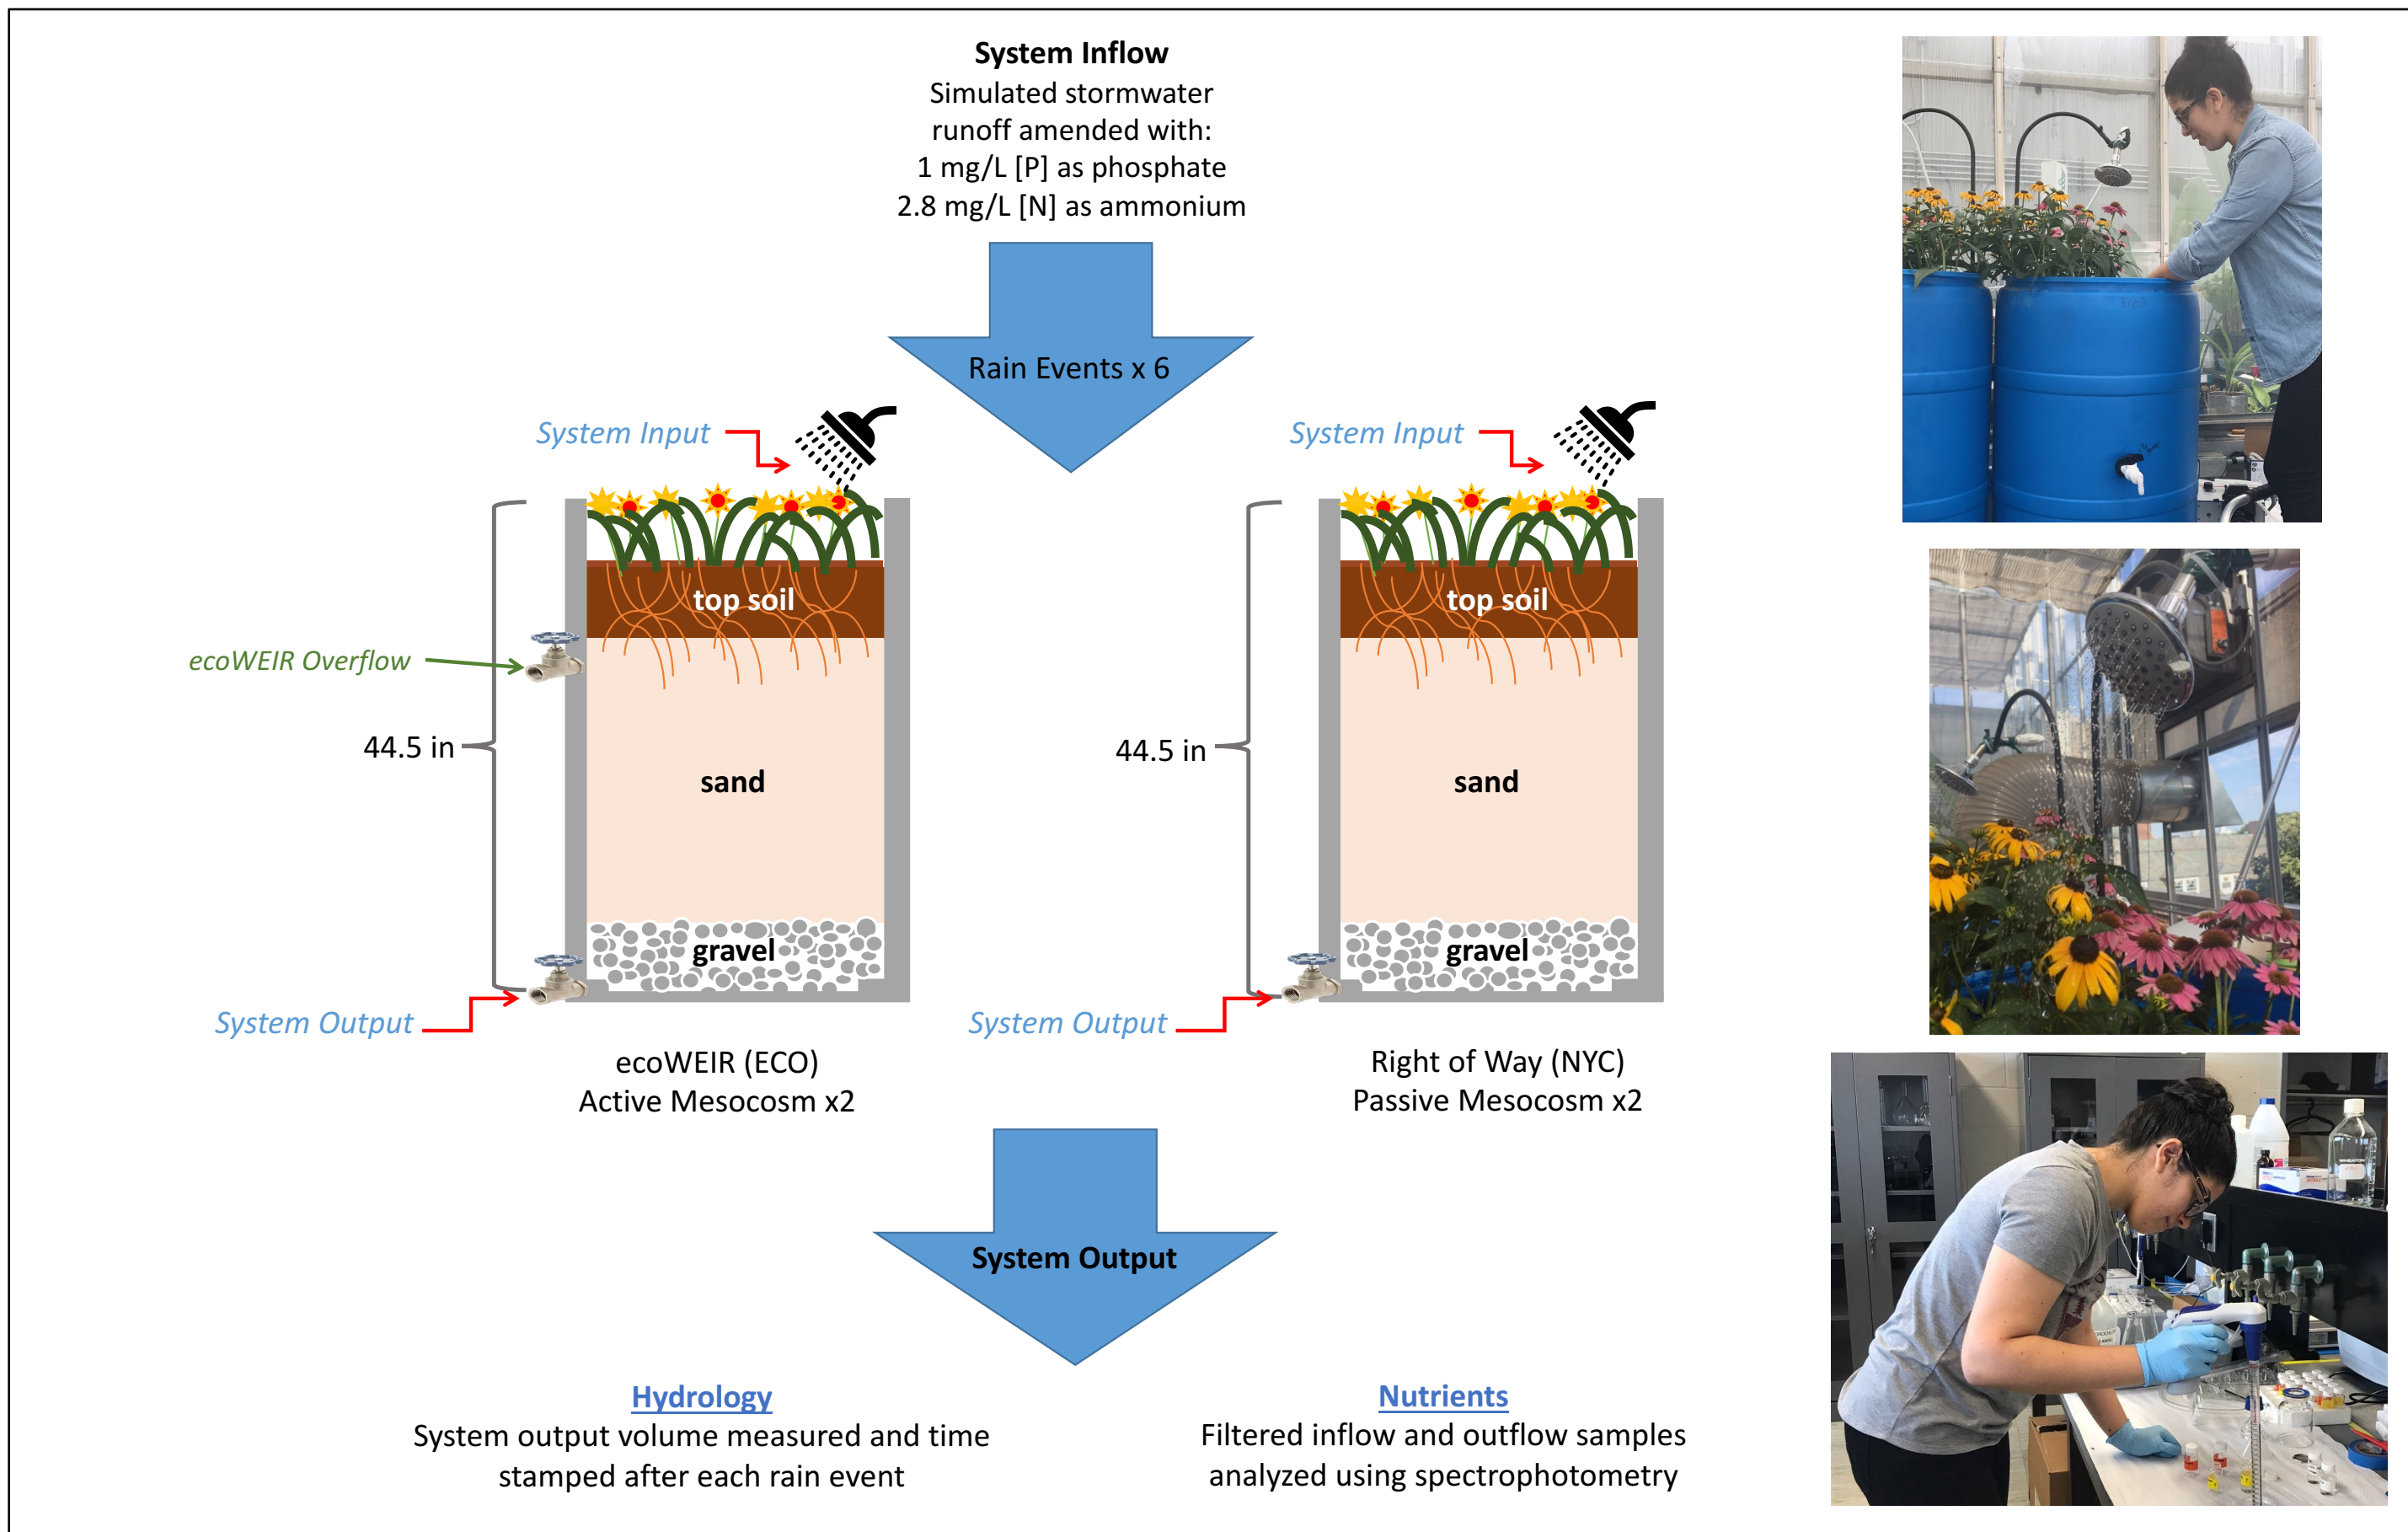 System Inflow
Simulated stormwater
runoff amended with:
1 mg/L [P] as phosphate
2.8 mg/L [N] as ammonium
Rain Events x 6
System Input
System Input
top soil
top soil
ecoWEIR Overflow
44.5 in
44.5 in
sand
sand
gravel
gravel
System Output
System Output
ecoWEIR (ECO)
Active Mesocosm x2
Right of Way (NYC)
Passive Mesocosm x2
System Output
Hydrology
System output volume measured and time
stamped after each rain event
Nutrients
Filtered inflow and outflow samples
analyzed using spectrophotometry
WHEATON